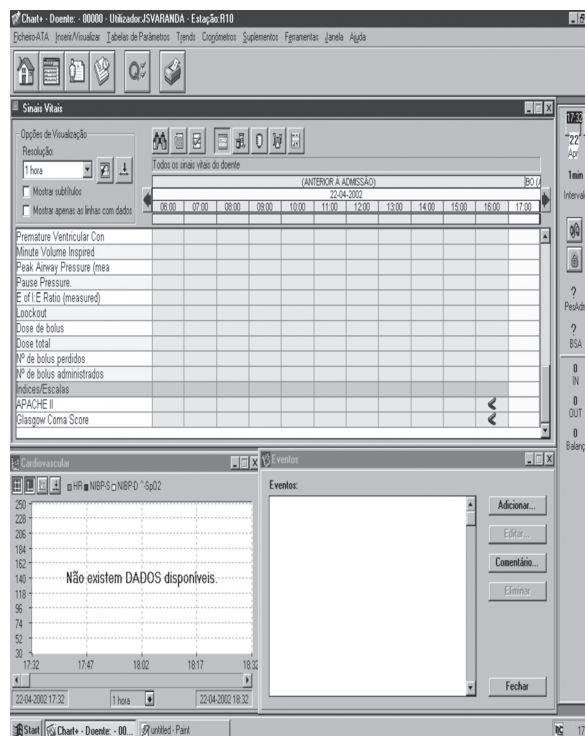 Chart+ - Doente: - 00000 - Utilizador:JSVARANDA - Estação:R10
Ficheiro-ATA Inserir/Visualizar Tabelas de Parâmetros Trends Cronómetros Suplementos Ferramentas Janela Ajuda
Sinais Vitais
Opções de Visualização
Resolução:
1 hora
Mostrar subtítulos
Mostrar apenas as linhas com dados
Todos os sinais vitais do doente
(ANTERIOR À ADMISSÃO) BO (A
22-04-2002
06:00 07:00 08:00 09:00 10:00 11:00 12:00 13:00 14:00 15:00 16:00 17:00
Premature Ventricular Con
Minute Volume Inspired
Peak Airway Pressure (mea
Pause Pressure.
E of I:E Ratio (measured)
Loockout
Dose de bolus
Dose total
Nº de bolus perdidos
Nº de bolus administrados
Indices/Escalas
APACHE II
Glasgow Coma Score
17:32
22
Apr
1min
Interval
?
PesAdm
?
BSA
0
IN
0
OUT
0
Balanç
Cardiovascular
HR NIBP-S NIBP-D ^-SpO2
250
228
206
184
162
140
118
96
74
52
30
Não existem DADOS disponíveis.
17:32 17:47 18:02 18:17 18:32
22-04-2002 17:32 1 hora 22-04-2002 18:32
Eventos
Eventos:
Adicionar...
Editar...
Comentário...
Eliminar
Fechar
Start Chart+ - Doente: - 00... untitled - Paint 17